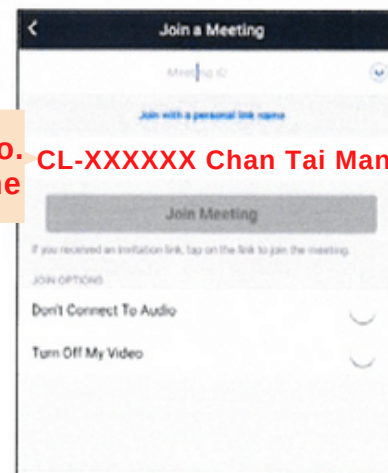 Join a Meeting
Meeting ID
Join with a personal link name
o.
ne
CL-XXXXXX Chan Tai Man
Join Meeting
If you received an invitation link, tap on the link to join the meeting.
JOIN OPTIONS
Don't Connect To Audio
Turn Off My Video